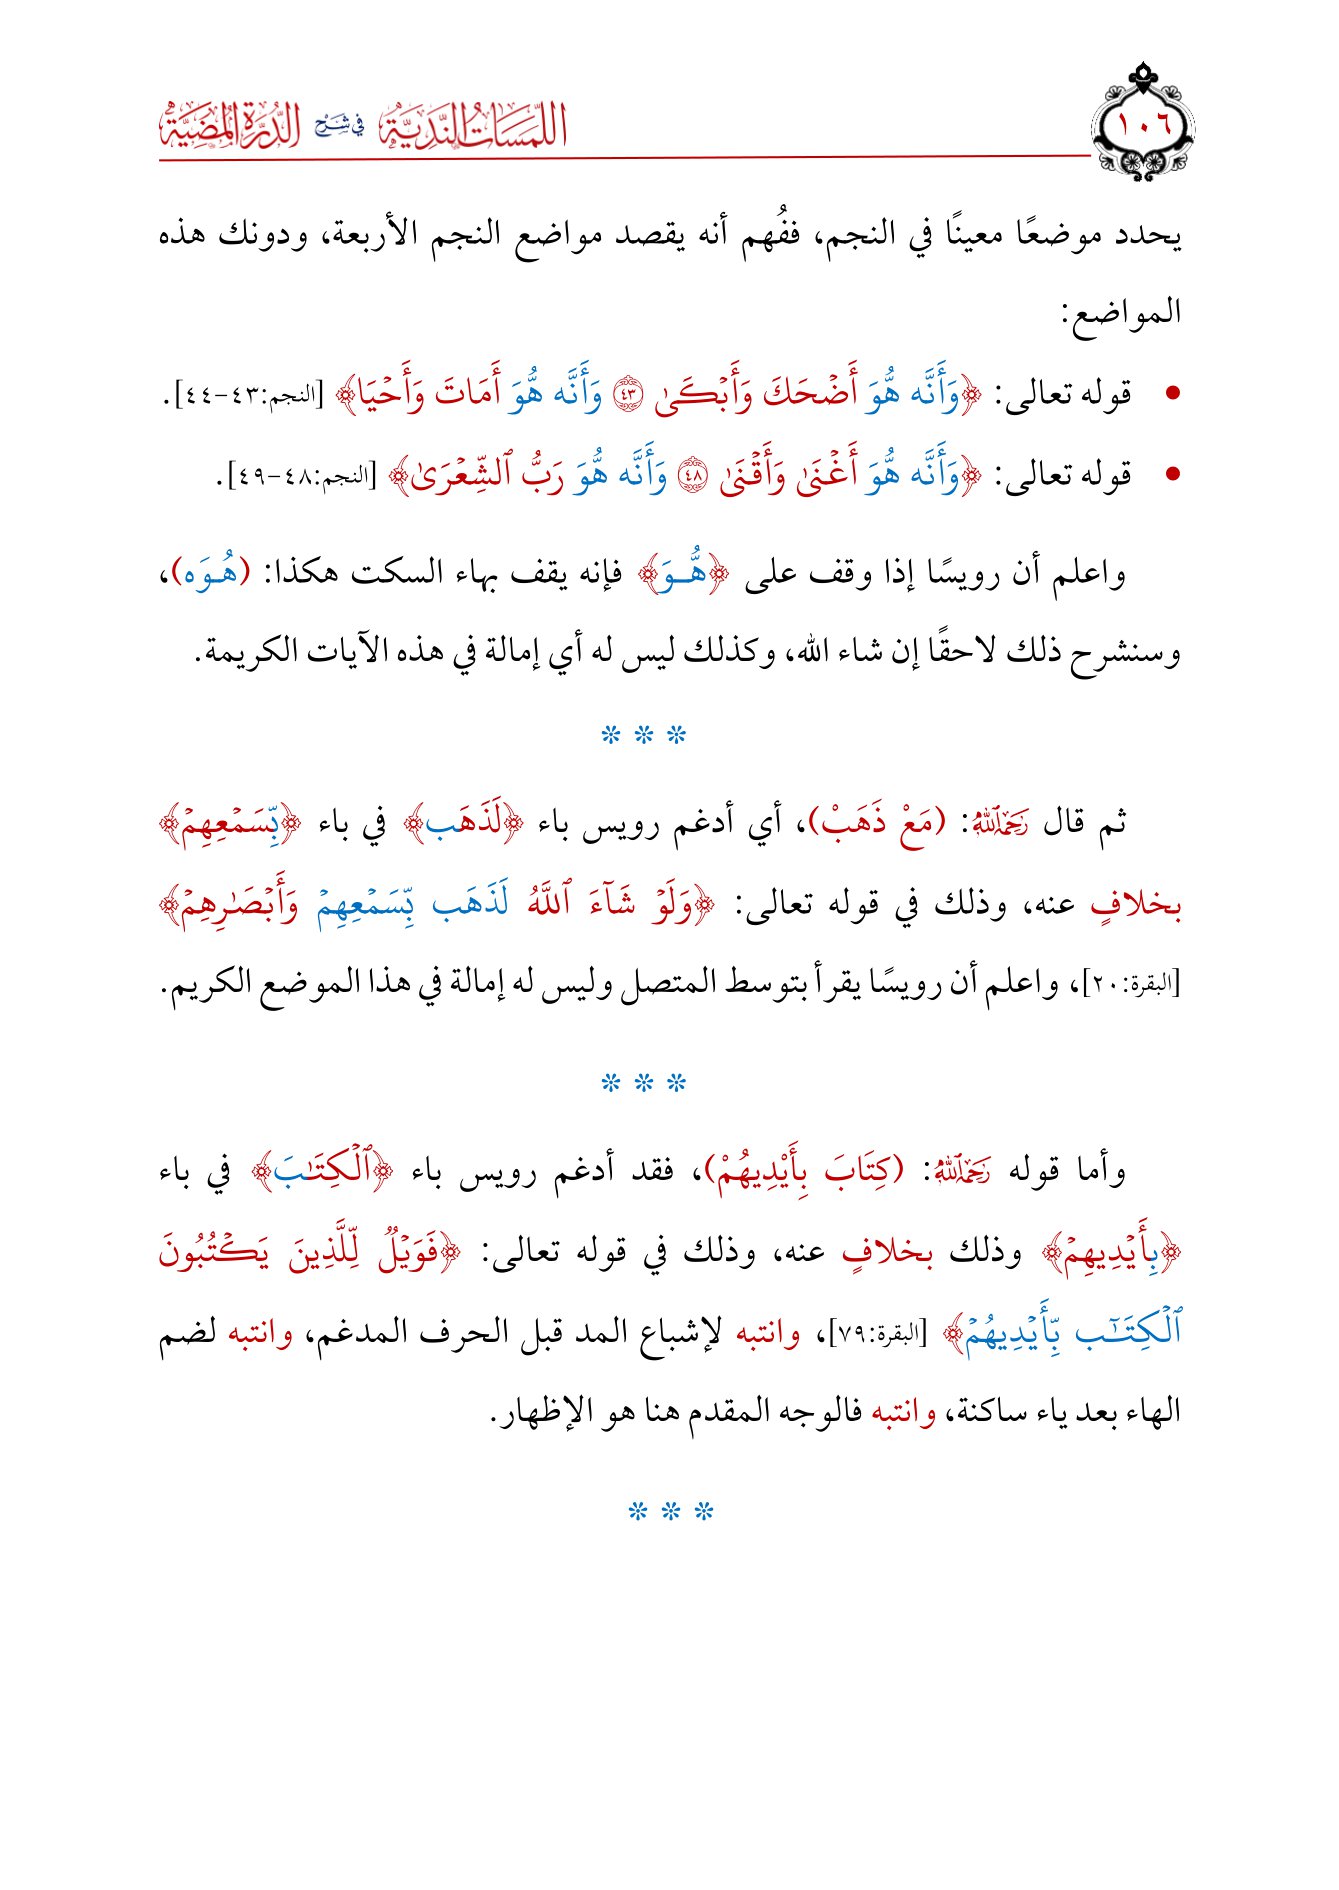 اللَّمَسَاتُ النَّدِيَّةُ فِي شَرْحِ الدُّرَّةِ الْمُضِيَّةِ
١٠٦
يحدد موضعًا معينًا في النجم، ففُهم أنه يقصد مواضع النجم الأربعة، ودونك هذه
المواضع:
• قوله تعالى: ﴿وَأَنَّه هُّوَ أَضْحَكَ وَأَبْكَىٰ ٤٣ وَأَنَّه هُّوَ أَمَاتَ وَأَحْيَا﴾ [النجم:٤٣-٤٤].
• قوله تعالى: ﴿وَأَنَّه هُّوَ أَغْنَىٰ وَأَقْنَىٰ ٤٨ وَأَنَّه هُّوَ رَبُّ ٱلشِّعْرَىٰ﴾ [النجم:٤٨-٤٩].
واعلم أن رويسًا إذا وقف على ﴿هُّوَ﴾ فإنه يقف بهاء السكت هكذا: (هُوَه)،
وسنشرح ذلك لاحقًا إن شاء الله، وكذلك ليس له أي إمالة في هذه الآيات الكريمة.
* * *
ثم قال رَحِمَهُ ٱللَّهُ: (مَعْ ذَهَبْ)، أي أدغم رويس باء ﴿لَذَهَب﴾ في باء ﴿بِّسَمْعِهِمْ﴾
بخلافٍ عنه، وذلك في قوله تعالى: ﴿وَلَوْ شَآءَ ٱللَّهُ لَذَهَب بِّسَمْعِهِمْ وَأَبْصَٰرِهِمْ﴾
[البقرة:٢٠]، واعلم أن رويسًا يقرأ بتوسط المتصل وليس له إمالة في هذا الموضع الكريم.
* * *
وأما قوله رَحِمَهُ ٱللَّهُ: (كِتَابَ بِأَيْدِيهُمْ)، فقد أدغم رويس باء ﴿ٱلْكِتَٰبَ﴾ في باء
﴿بِأَيْدِيهِمْ﴾ وذلك بخلافٍ عنه، وذلك في قوله تعالى: ﴿فَوَيْلٌ لِّلَّذِينَ يَكْتُبُونَ
ٱلْكِتَٰٓب بِّأَيْدِيهُمْ﴾ [البقرة:٧٩]، وانتبه لإشباع المد قبل الحرف المدغم، وانتبه لضم
الهاء بعد ياء ساكنة، وانتبه فالوجه المقدم هنا هو الإظهار.
* * *